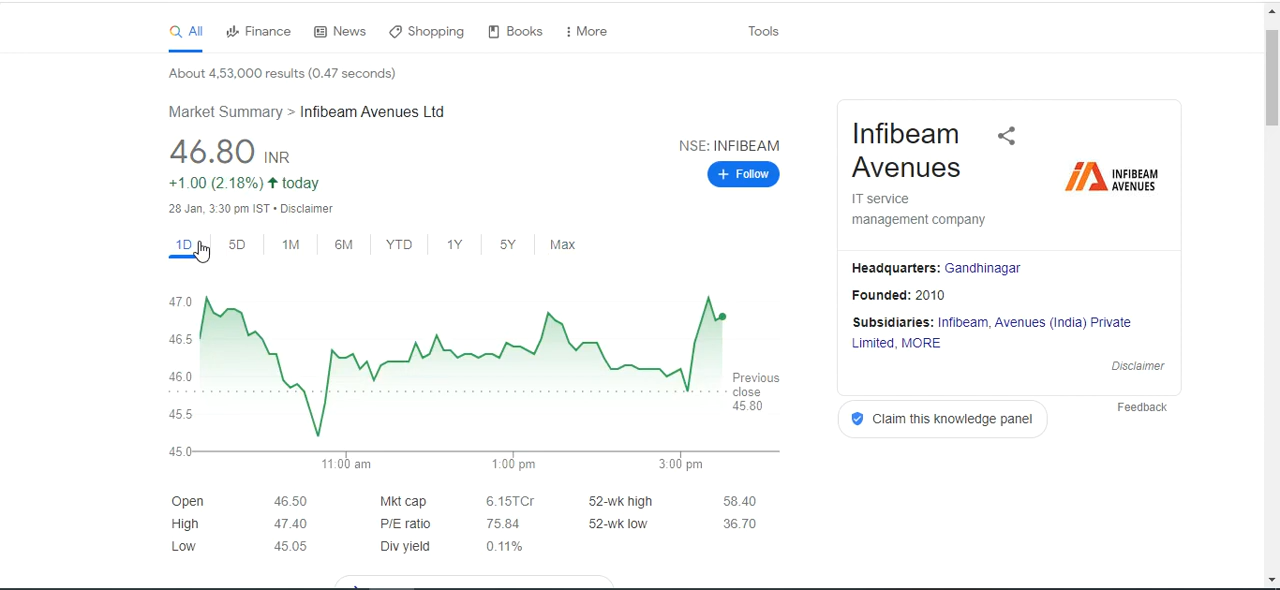 All Finance News Shopping Books More Tools
About 4,53,000 results (0.47 seconds)
Market Summary > Infibeam Avenues Ltd
46.80 INR
+1.00 (2.18%) today
28 Jan, 3:30 pm IST • Disclaimer
NSE: INFIBEAM
+ Follow
1D 5D 1M 6M YTD 1Y 5Y Max
47.0
46.5
46.0
45.5
45.0
Previous
close
45.80
11:00 am 1:00 pm 3:00 pm
Open 46.50 Mkt cap 6.15TCr 52-wk high 58.40
High 47.40 P/E ratio 75.84 52-wk low 36.70
Low 45.05 Div yield 0.11%
Infibeam
Avenues
IT service
management company
INFIBEAM
AVENUES
Headquarters: Gandhinagar
Founded: 2010
Subsidiaries: Infibeam, Avenues (India) Private
Limited, MORE
Disclaimer
Claim this knowledge panel
Feedback